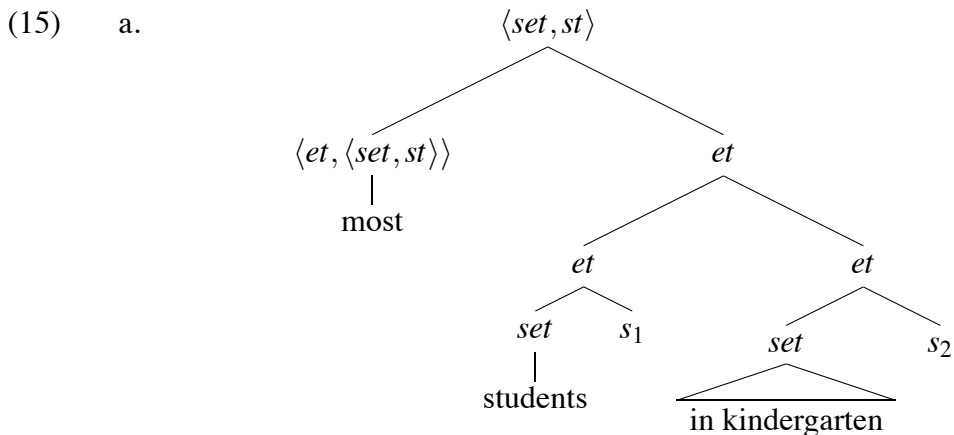 (15) a. ⟨set, st⟩
⟨et, ⟨set, st⟩⟩ et
most
et et
set s₁ set s₂
students
in kindergarten